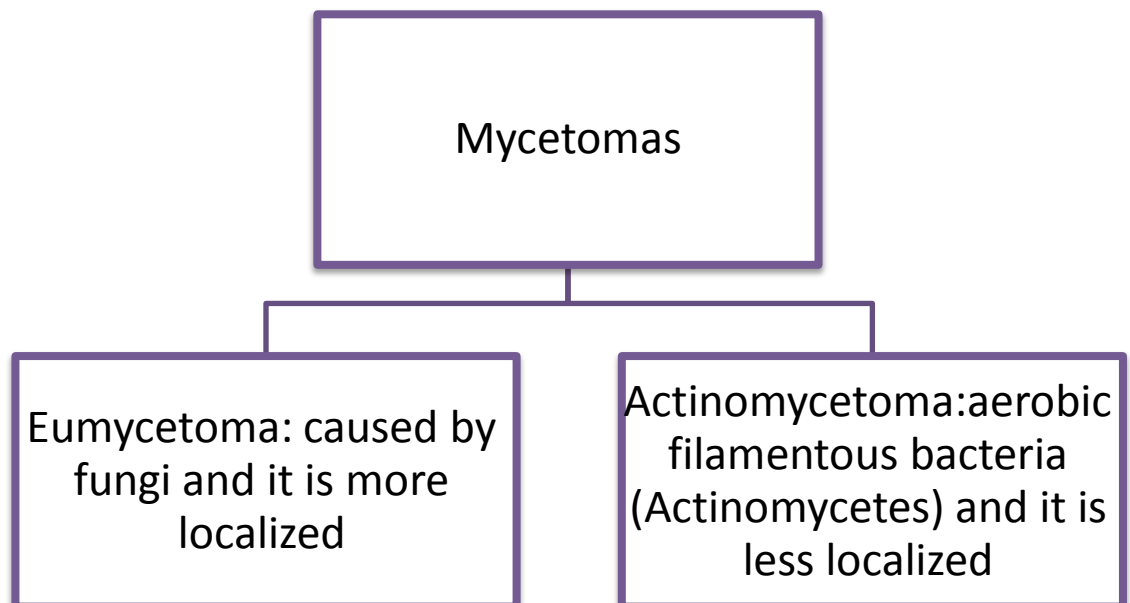 Mycetomas
Eumycetoma: caused by
fungi and it is more
localized
Actinomycetoma:aerobic
filamentous bacteria
(Actinomycetes) and it is
less localized